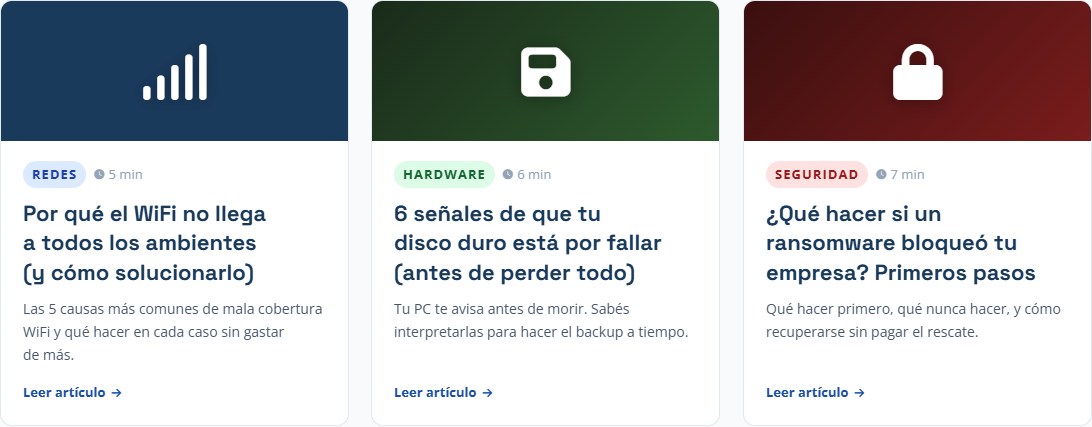 REDES 5 min
Por qué el WiFi no llega
a todos los ambientes
(y cómo solucionarlo)
Las 5 causas más comunes de mala cobertura
WiFi y qué hacer en cada caso sin gastar
de más.
Leer artículo →
HARDWARE 6 min
6 señales de que tu
disco duro está por fallar
(antes de perder todo)
Tu PC te avisa antes de morir. Sabés
interpretarlas para hacer el backup a tiempo.
Leer artículo →
SEGURIDAD 7 min
¿Qué hacer si un
ransomware bloqueó tu
empresa? Primeros pasos
Qué hacer primero, qué nunca hacer, y cómo
recuperarse sin pagar el rescate.
Leer artículo →